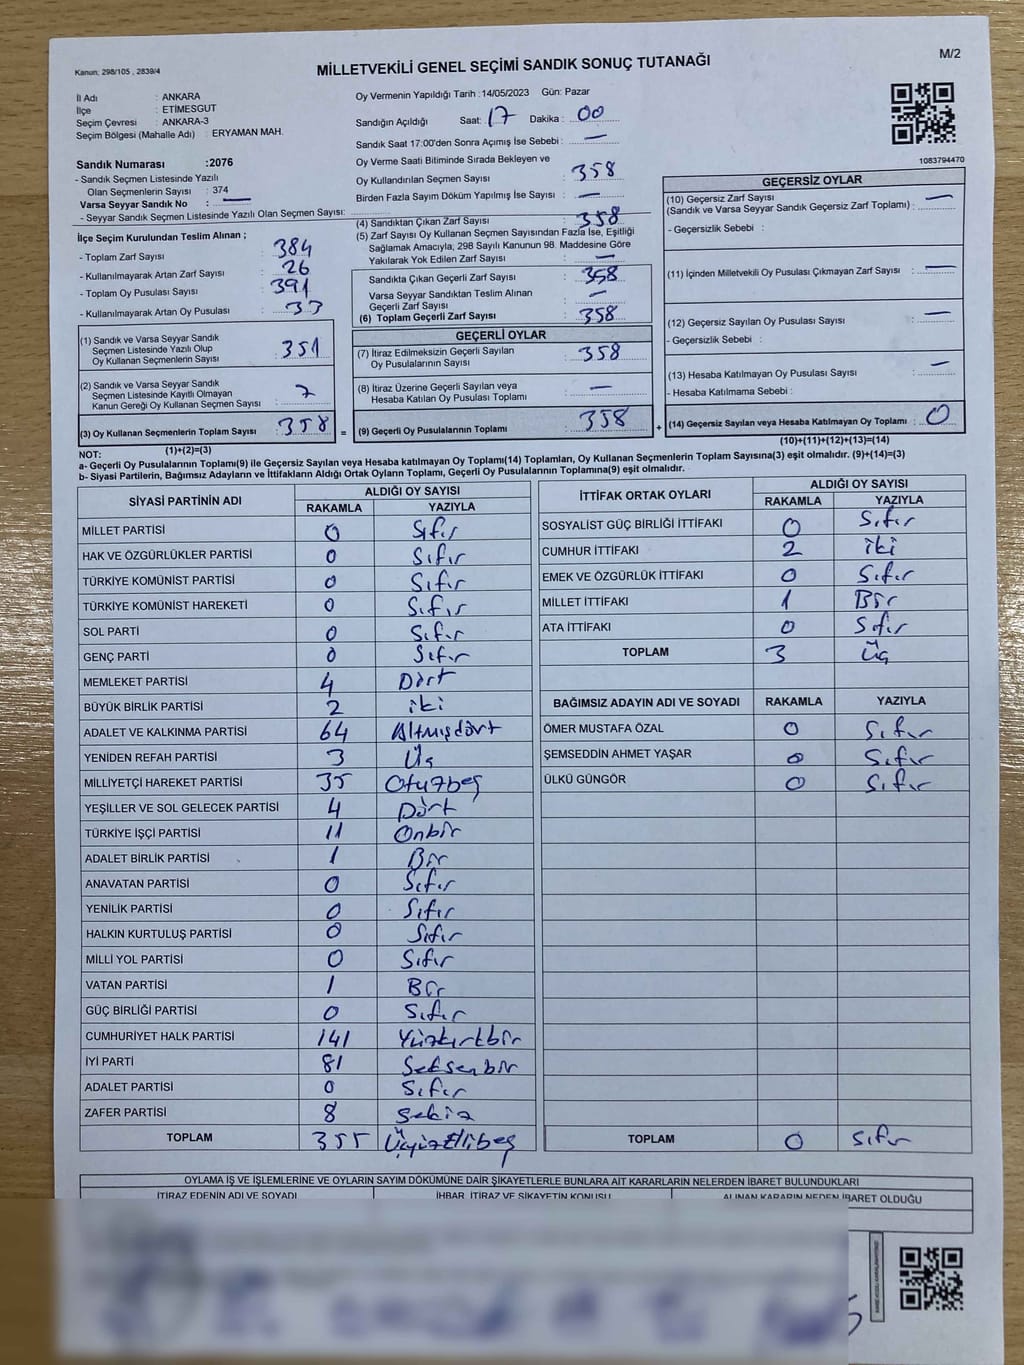 Kanun: 298/105 , 2839/4
MİLLETVEKİLİ GENEL SEÇİMİ SANDIK SONUÇ TUTANAĞI
M/2
İl Adı : ANKARA
İlçe : ETİMESGUT
Seçim Çevresi : ANKARA-3
Seçim Bölgesi (Mahalle Adı) : ERYAMAN MAH.
Sandık Numarası :2076
- Sandık Seçmen Listesinde Yazılı
Olan Seçmenlerin Sayısı : 374
Varsa Seyyar Sandık No : —
- Seyyar Sandık Seçmen Listesinde Yazılı Olan Seçmen Sayısı:
Oy Vermenin Yapıldığı Tarih : 14/05/2023 Gün: Pazar
Sandığın Açıldığı Saat: 17 Dakika : 00
Sandık Saat 17:00'den Sonra Açımış İse Sebebi : —
Oy Verme Saati Bitiminde Sırada Bekleyen ve
Oy Kullandırılan Seçmen Sayısı : 358
Birden Fazla Sayım Döküm Yapılmış İse Sayısı : —
1083794470
İlçe Seçim Kurulundan Teslim Alınan ;
- Toplam Zarf Sayısı : 384
- Kullanılmayarak Artan Zarf Sayısı : 26
- Toplam Oy Pusulası Sayısı : 391
- Kullanılmayarak Artan Oy Pusulası : 33
(1) Sandık ve Varsa Seyyar Sandık
Seçmen Listesinde Yazılı Olup
Oy Kullanan Seçmenlerin Sayısı : 351
(2) Sandık ve Varsa Seyyar Sandık
Seçmen Listesinde Kayıtlı Olmayan
Kanun Gereği Oy Kullanan Seçmen Sayısı : 7
(3) Oy Kullanan Seçmenlerin Toplam Sayısı : 358
(1)+(2)=(3)
(4) Sandıktan Çıkan Zarf Sayısı : 358
(5) Zarf Sayısı Oy Kullanan Seçmen Sayısından Fazla İse, Eşitliği
Sağlamak Amacıyla, 298 Sayılı Kanunun 98. Maddesine Göre
Yakılarak Yok Edilen Zarf Sayısı : —
Sandıkta Çıkan Geçerli Zarf Sayısı : 358
Varsa Seyyar Sandıktan Teslim Alınan
Geçerli Zarf Sayısı : —
(6) Toplam Geçerli Zarf Sayısı : 358
GEÇERLİ OYLAR
(7) İtiraz Edilmeksizin Geçerli Sayılan
Oy Pusulalarının Sayısı : 358
(8) İtiraz Üzerine Geçerli Sayılan veya
Hesaba Katılan Oy Pusulası Toplamı : —
= (9) Geçerli Oy Pusulalarının Toplamı : 358
GEÇERSİZ OYLAR
(10) Geçersiz Zarf Sayısı
(Sandık ve Varsa Seyyar Sandık Geçersiz Zarf Toplamı) : —
- Geçersizlik Sebebi :
(11) İçinden Milletvekili Oy Pusulası Çıkmayan Zarf Sayısı : —
(12) Geçersiz Sayılan Oy Pusulası Sayısı : —
- Geçersizlik Sebebi :
(13) Hesaba Katılmayan Oy Pusulası Sayısı : —
- Hesaba Katılmama Sebebi :
+ (14) Geçersiz Sayılan veya Hesaba Katılmayan Oy Toplamı : 0
(10)+(11)+(12)+(13)=(14)
NOT:
a- Geçerli Oy Pusulalarının Toplamı(9) ile Geçersiz Sayılan veya Hesaba Katılmayan Oy Toplamı(14) Toplamları, Oy Kullanan Seçmenlerin Toplam Sayısına(3) eşit olmalıdır. (9)+(14)=(3)
b- Siyasi Partilerin, Bağımsız Adayların ve İttifakların Aldığı Ortak Oyların Toplamı, Geçerli Oy Pusulalarının Toplamına(9) eşit olmalıdır.
SİYASİ PARTİNİN ADI ALDIĞI OY SAYISI
RAKAMLA YAZIYLA
MİLLET PARTİSİ 0 Sıfır
HAK VE ÖZGÜRLÜKLER PARTİSİ 0 Sıfır
TÜRKİYE KOMÜNİST PARTİSİ 0 Sıfır
TÜRKİYE KOMÜNİST HAREKETİ 0 Sıfır
SOL PARTİ 0 Sıfır
GENÇ PARTİ 0 Sıfır
MEMLEKET PARTİSİ 4 Dört
BÜYÜK BİRLİK PARTİSİ 2 iki
ADALET VE KALKINMA PARTİSİ 64 Altmışdört
YENİDEN REFAH PARTİSİ 3 Üç
MİLLİYETÇİ HAREKET PARTİSİ 35 Otuzbeş
YEŞİLLER VE SOL GELECEK PARTİSİ 4 Dört
TÜRKİYE İŞÇİ PARTİSİ 11 Onbir
ADALET BİRLİK PARTİSİ 1 Bir
ANAVATAN PARTİSİ 0 Sıfır
YENİLİK PARTİSİ 0 Sıfır
HALKIN KURTULUŞ PARTİSİ 0 Sıfır
MİLLİ YOL PARTİSİ 0 Sıfır
VATAN PARTİSİ 1 Bir
GÜÇ BİRLİĞİ PARTİSİ 0 Sıfır
CUMHURİYET HALK PARTİSİ 141 Yüzkırkbir
İYİ PARTİ 81 Seksenbir
ADALET PARTİSİ 0 Sıfır
ZAFER PARTİSİ 8 Sekiz
TOPLAM 355 Üçyüzellibeş
İTTİFAK ORTAK OYLARI ALDIĞI OY SAYISI
RAKAMLA YAZIYLA
SOSYALİST GÜÇ BİRLİĞİ İTTİFAKI 0 Sıfır
CUMHUR İTTİFAKI 2 iki
EMEK VE ÖZGÜRLÜK İTTİFAKI 0 Sıfır
MİLLET İTTİFAKI 1 Bir
ATA İTTİFAKI 0 Sıfır
TOPLAM 3 Üç
BAĞIMSIZ ADAYIN ADI VE SOYADI RAKAMLA YAZIYLA
ÖMER MUSTAFA ÖZAL 0 Sıfır
ŞEMSEDDİN AHMET YAŞAR 0 Sıfır
ÜLKÜ GÜNGÖR 0 Sıfır
TOPLAM 0 Sıfır
OYLAMA İŞ VE İŞLEMLERİNE VE OYLARIN SAYIM DÖKÜMÜNE DAİR ŞİKAYETLERLE BUNLARA AİT KARARLARIN NELERDEN İBARET BULUNDUKLARI
İTİRAZ EDENİN ADI VE SOYADI İHBAR, İTİRAZ VE ŞİKAYETİN KONUSU ALINAN KARARIN NEDEN İBARET OLDUĞU